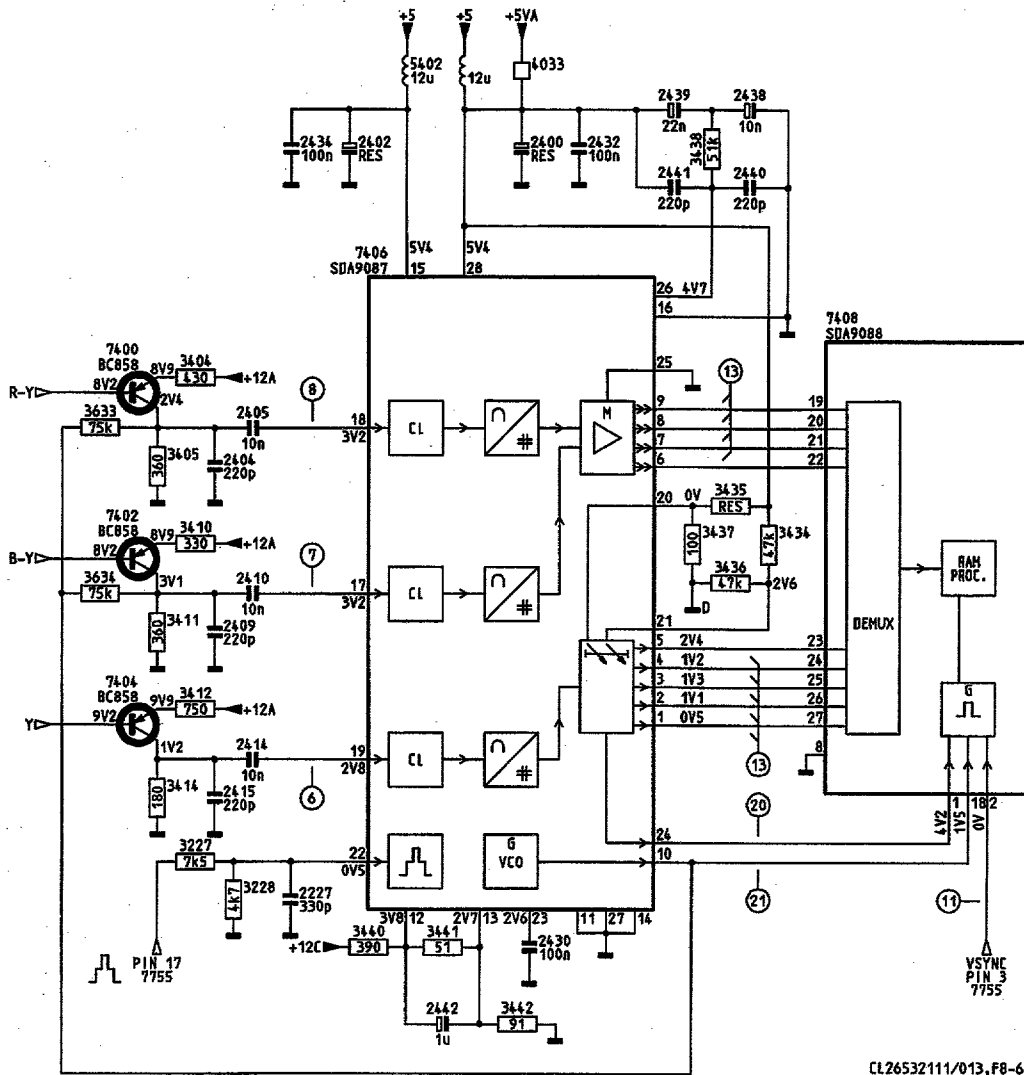 +5
+5
+5VA
5402
12u
12u
4033
2434
100n
2402
RES
2400
RES
2432
100n
2439
22n
2438
10n
3438
5.1k
2441
220p
2440
220p
7406
SDA9087
5V4
15
5V4
28
26 4V7
16
25
7408
SDA9088
7400
BC858
R-Y
8V2
8V9
3404
430
+12A
2V4
3633
75k
2405
10n
3405
360
2404
220p
8
18
3V2
CL
M
9
8
7
6
13
19
20
21
22
7402
BC858
B-Y
8V2
8V9
3410
330
+12A
3V1
3634
75k
2410
10n
3411
360
2409
220p
7
17
3V2
CL
20 0V
3435
RES
3437
100
3434
47k
3436
47k
2V6
D
21
5 2V4
4 1V2
3 1V3
2 1V1
1 0V5
23
24
25
26
27
DEMUX
RAM
PROC.
G
8
13
7404
BC858
Y
9V2
9V9
3412
750
+12A
1V2
2414
10n
3414
180
2415
220p
6
19
2V8
CL
20
24
10
21
4V2
1
1V5
18
0V
2
11
VSYNC
PIN 3
7755
3227
7k5
3228
4k7
2227
330p
22
0V5
G
VCO
PIN 17
7755
3V8 12
2V7 13
2V6 23
11
27
14
+12C
3440
390
3441
51
2430
100n
2442
1u
3442
91
CL26532111/013.F8-6